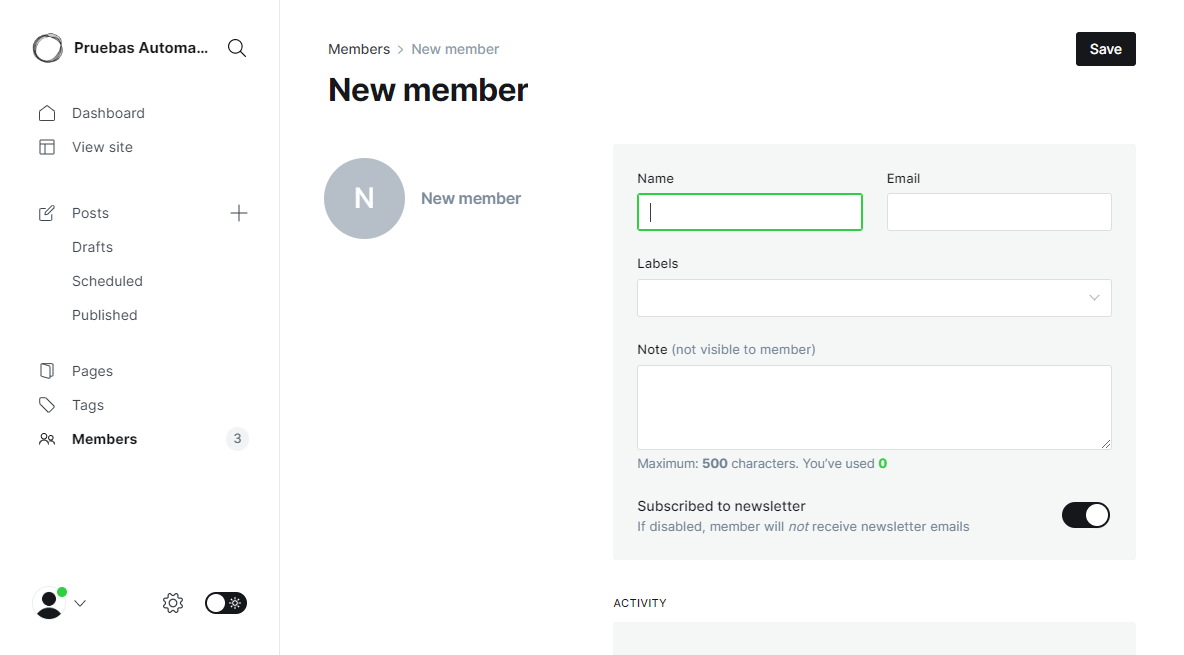 Pruebas Automa...
Dashboard
View site
Posts
Drafts
Scheduled
Published
Pages
Tags
Members
3
Members > New member
Save
New member
N
New member
Name
Email
Labels
Note (not visible to member)
Maximum: 500 characters. You've used 0
Subscribed to newsletter
If disabled, member will not receive newsletter emails
ACTIVITY